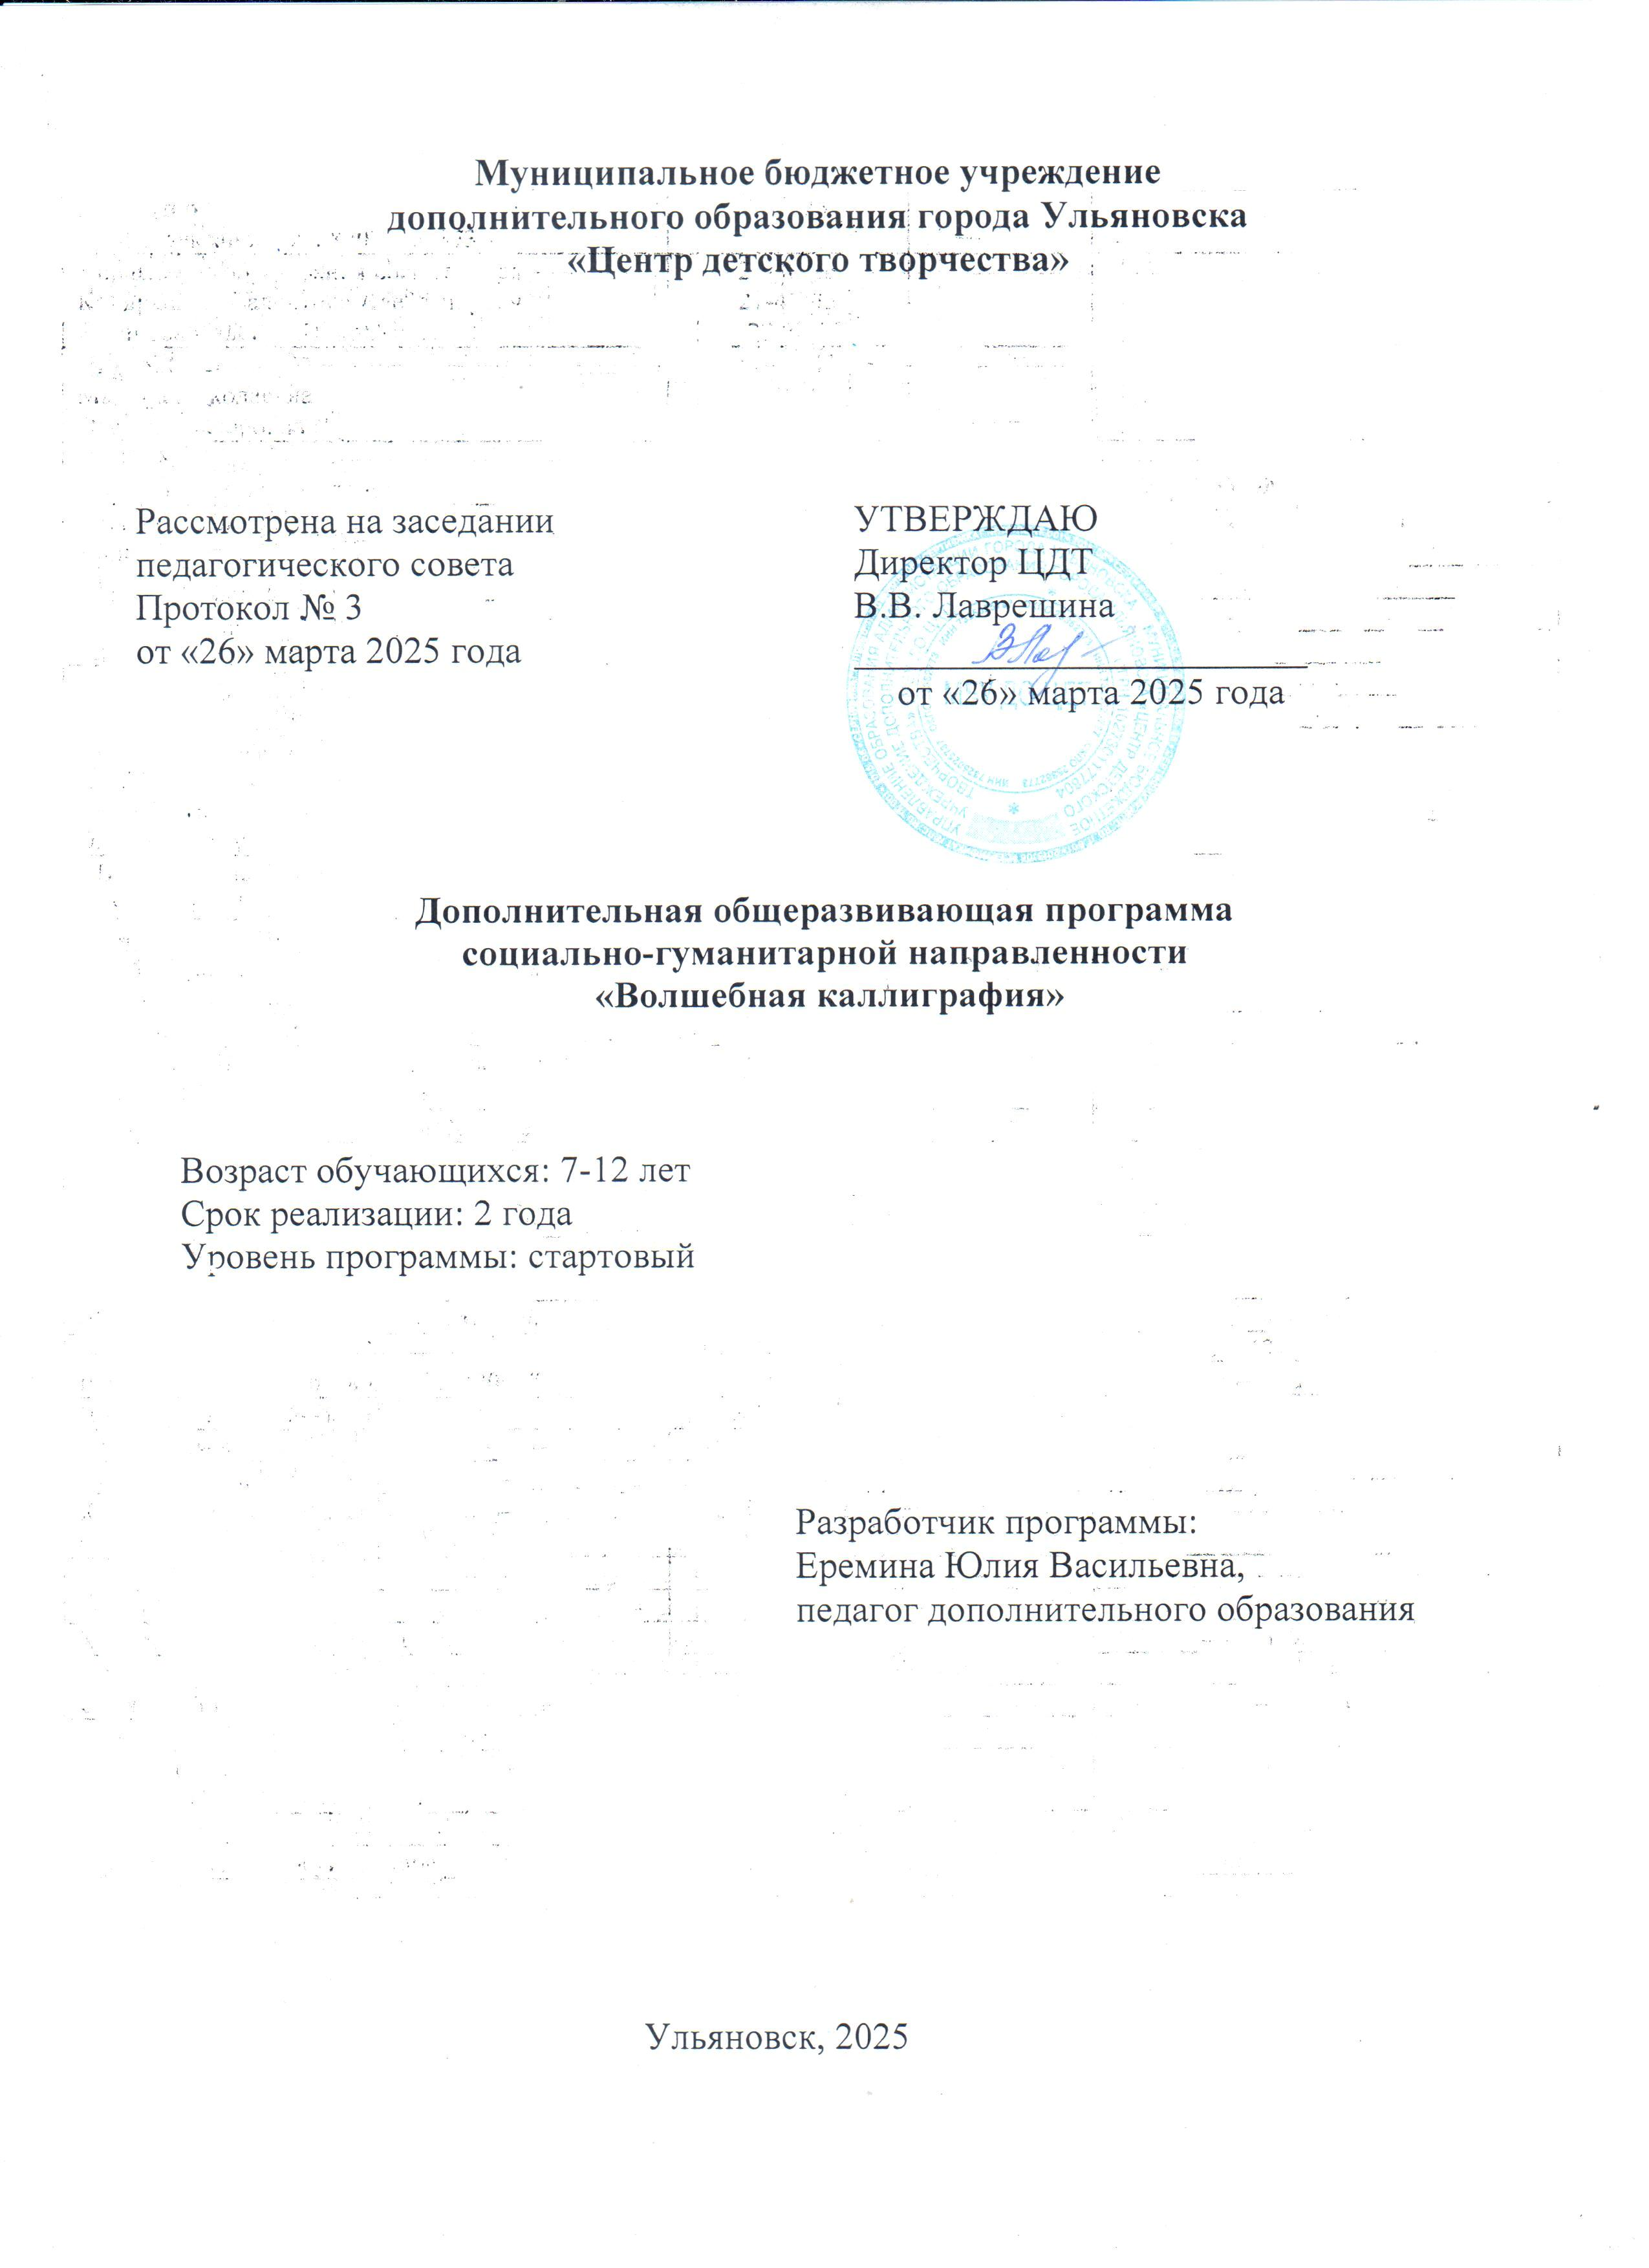 Муниципальное бюджетное учреждение
дополнительного образования города Ульяновска
«Центр детского творчества»
Рассмотрена на заседании
педагогического совета
Протокол № 3
от «26» марта 2025 года
УТВЕРЖДАЮ
Директор ЦДТ
В.В. Лаврешина
от «26» марта 2025 года
Дополнительная общеразвивающая программа
социально-гуманитарной направленности
«Волшебная каллиграфия»
Возраст обучающихся: 7-12 лет
Срок реализации: 2 года
Уровень программы: стартовый
Разработчик программы:
Еремина Юлия Васильевна,
педагог дополнительного образования
Ульяновск, 2025